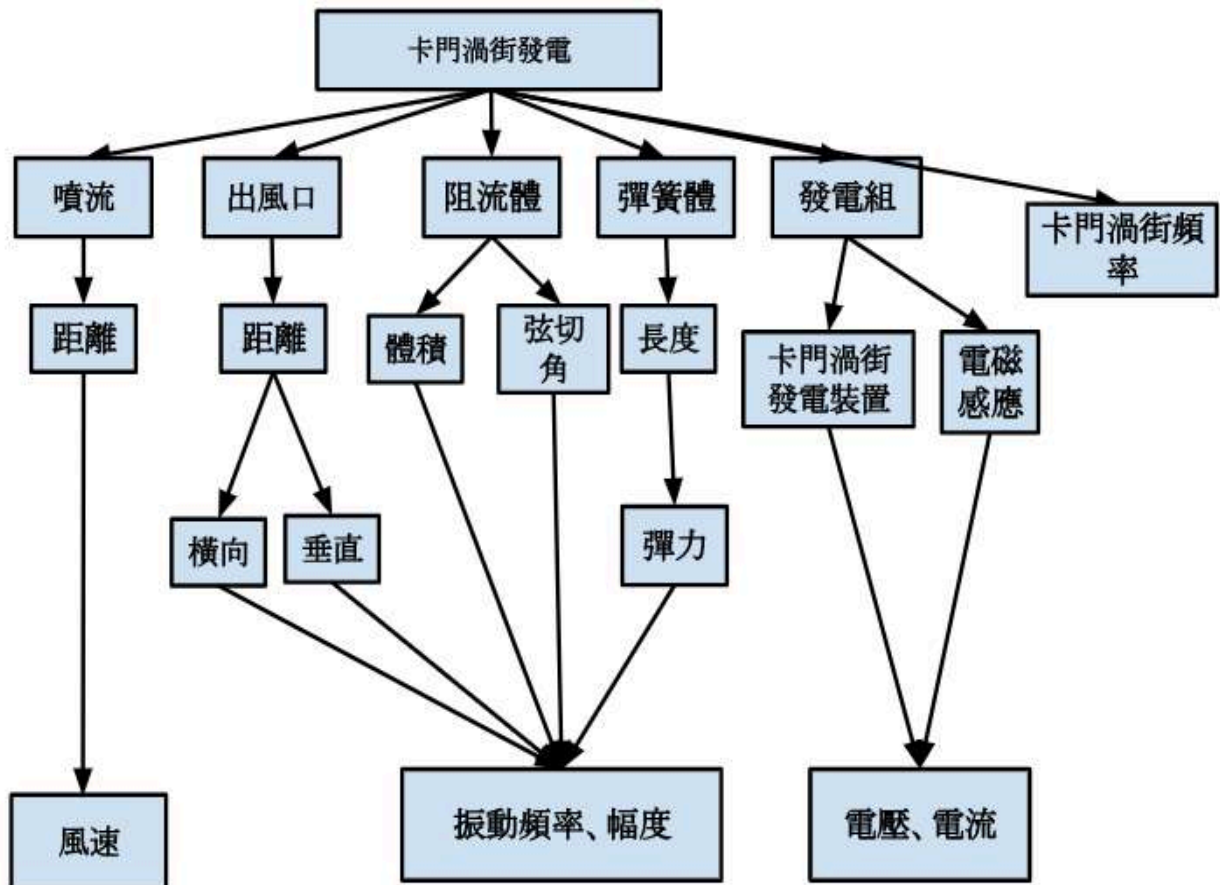 卡門渦街發電
噴流
出風口
阻流體
彈簧體
發電組
卡門渦街頻
率
距離
距離
體積
弦切
角
長度
卡門渦街
發電裝置
電磁
感應
橫向
垂直
彈力
風速
振動頻率、幅度
電壓、電流